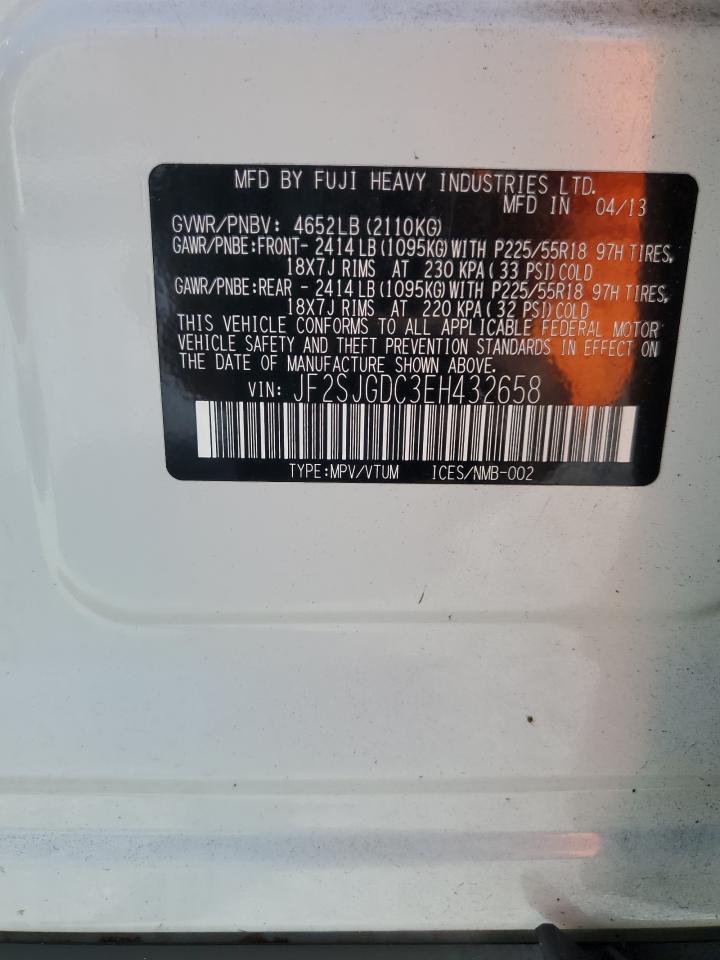 MFD BY FUJI HEAVY INDUSTRIES LTD.
MFD IN 04/13
GVWR/PNBV: 4652LB (2110KG)
GAWR/PNBE:FRONT- 2414 LB (1095KG) WITH P225/55R18 97H TIRES,
18X7J RIMS AT 230 KPA ( 33 PSI) COLD
GAWR/PNBE:REAR - 2414 LB (1095KG) WITH P225/55R18 97H TIRES,
18X7J RIMS AT 220 KPA ( 32 PSI) COLD
THIS VEHICLE CONFORMS TO ALL APPLICABLE FEDERAL MOTOR
VEHICLE SAFETY AND THEFT PREVENTION STANDARDS IN EFFECT ON
THE DATE OF MANUFACTURE SHOWN ABOVE.
VIN: JF2SJGDC3EH432658
TYPE:MPV/VTUM ICES/NMB-002